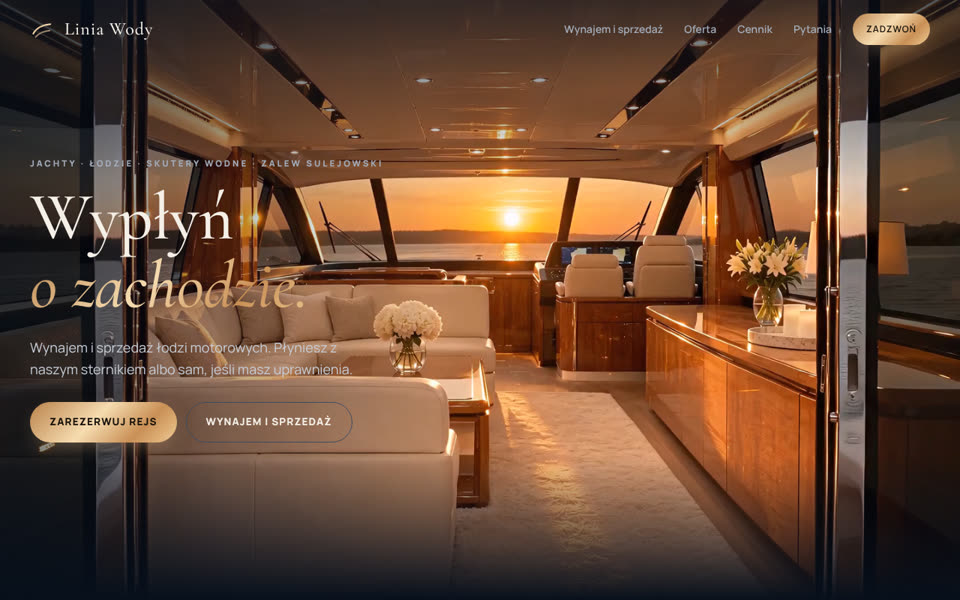 Linia Wody
Wynajem i sprzedaż
Oferta
Cennik
Pytania
ZADZWOŃ
JACHTY · ŁODZIE · SKUTERY WODNE · ZALEW SULEJOWSKI
Wypłyń
o zachodzie.
Wynajem i sprzedaż łodzi motorowych. Płyniesz z
naszym sternikiem albo sam, jeśli masz uprawnienia.
ZAREZERWUJ REJS
WYNAJEM I SPRZEDAŻ